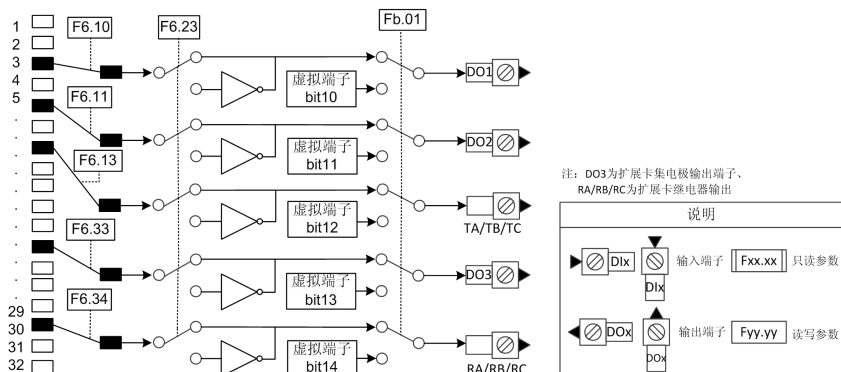 F6.10
F6.23
Fb.01
1
2
3
4
5
.
.
.
.
.
.
.
.
.
29
30
31
32
F6.11
F6.13
F6.33
F6.34
虚拟端子
bit10
DO1
虚拟端子
bit11
DO2
虚拟端子
bit12
TA/TB/TC
虚拟端子
bit13
DO3
虚拟端子
bit14
RA/RB/RC
注：DO3为扩展卡集电极输出端子、
RA/RB/RC为扩展卡继电器输出
说明
DIx
DIx
输入端子
Fxx.xx
只读参数
DOx
DOx
输出端子
Fyy.yy
读写参数